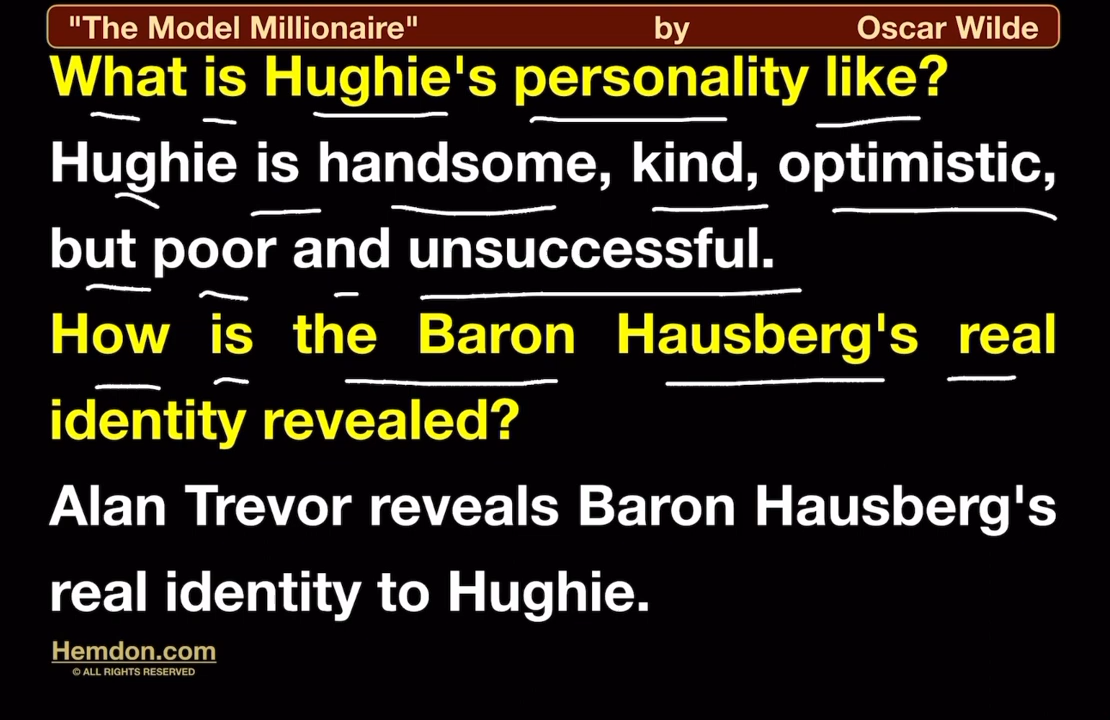 "The Model Millionaire" by Oscar Wilde
What is Hughie's personality like?
Hughie is handsome, kind, optimistic,
but poor and unsuccessful.
How is the Baron Hausberg's real
identity revealed?
Alan Trevor reveals Baron Hausberg's
real identity to Hughie.
Hemdon.com
© ALL RIGHTS RESERVED